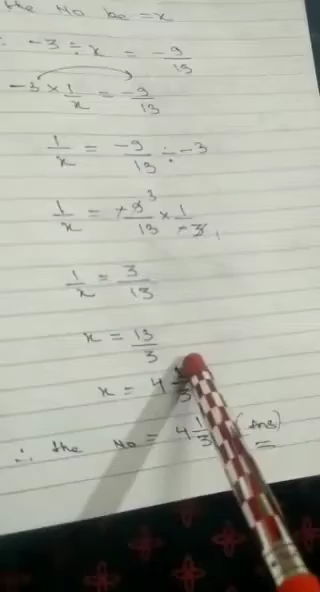 the No be = x
-3 ÷ x = -9/13
-3 × 1/x = -9/13
1/x = -9/13 ÷ -3
1/x = -9 3/13 × 1/-3
1/x = 3/13
x = 13/3
x = 4 1/3
∴ the No = 4 1/3 (Ans)